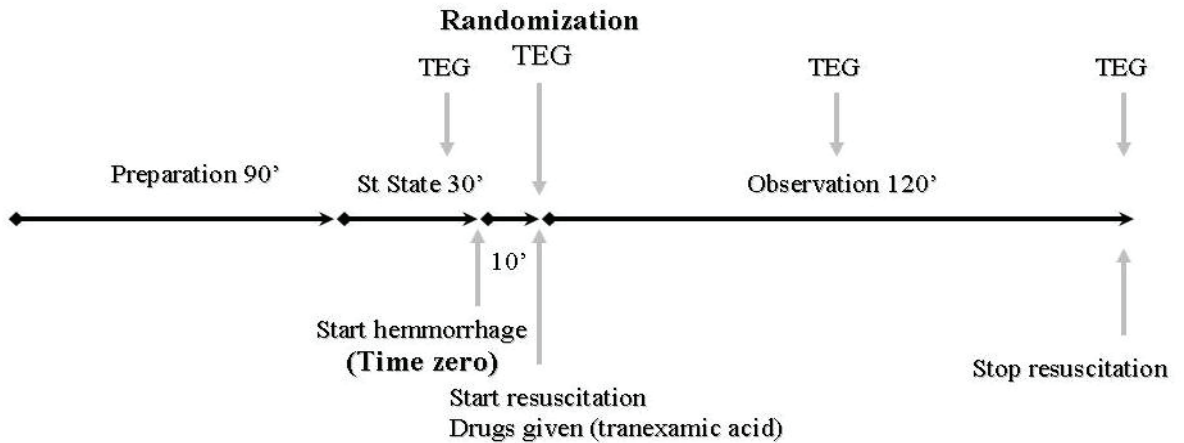 Randomization
TEG
TEG
TEG
TEG
Preparation 90’
St State 30’
Observation 120’
10’
Start hemmorrhage
(Time zero)
Start resuscitation
Drugs given (tranexamic acid)
Stop resuscitation